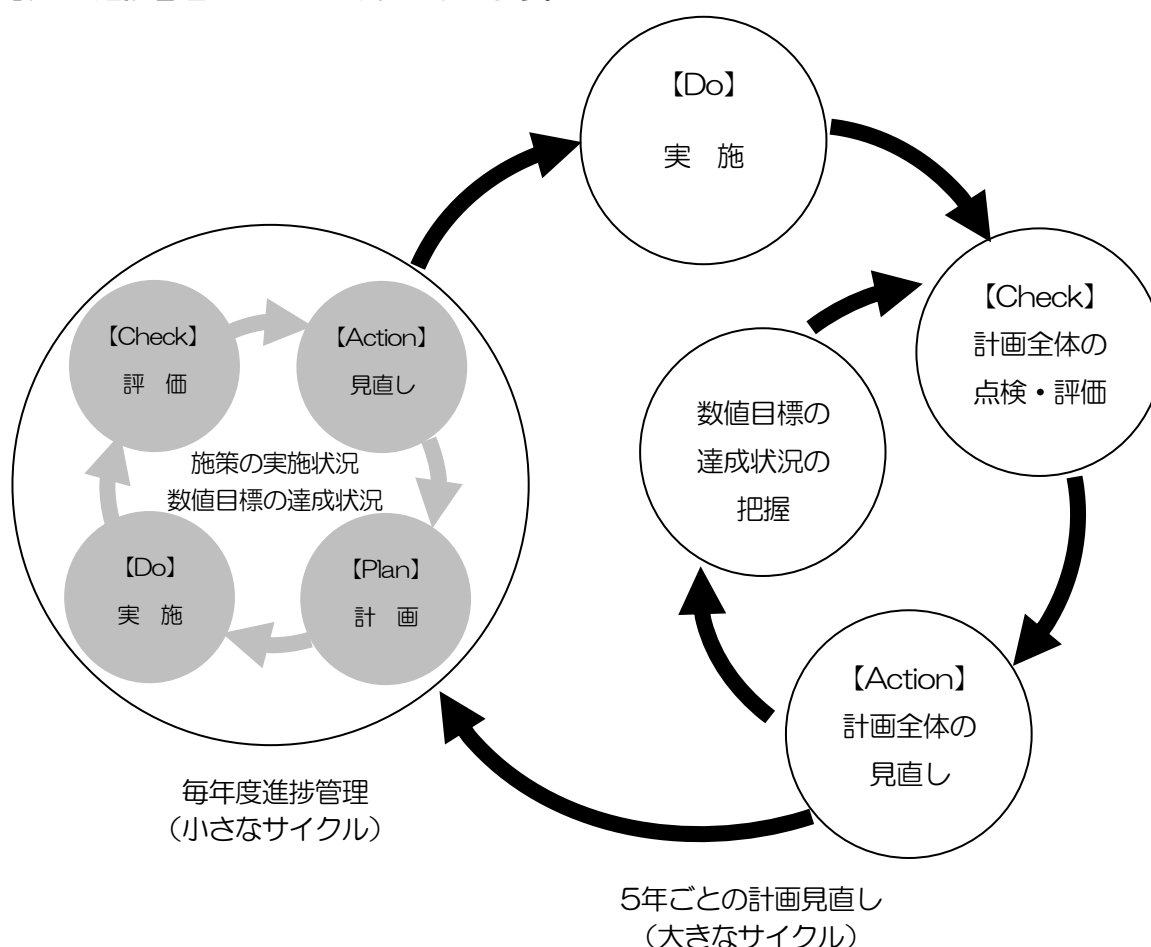 【Do】
実　施
【Check】
計画全体の
点検・評価
【Check】
評　価
【Action】
見直し
施策の実施状況
数値目標の達成状況
【Do】
実　施
【Plan】
計　画
数値目標の
達成状況の
把握
【Action】
計画全体の
見直し
毎年度進捗管理
（小さなサイクル）
5年ごとの計画見直し
（大きなサイクル）